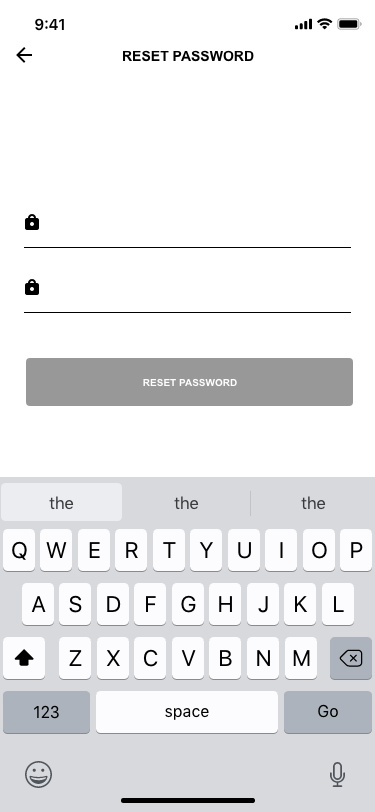 9:41
RESET PASSWORD
RESET PASSWORD
the the the
Q W E R T Y U I O P
A S D F G H J K L
Z X C V B N M
123 space Go